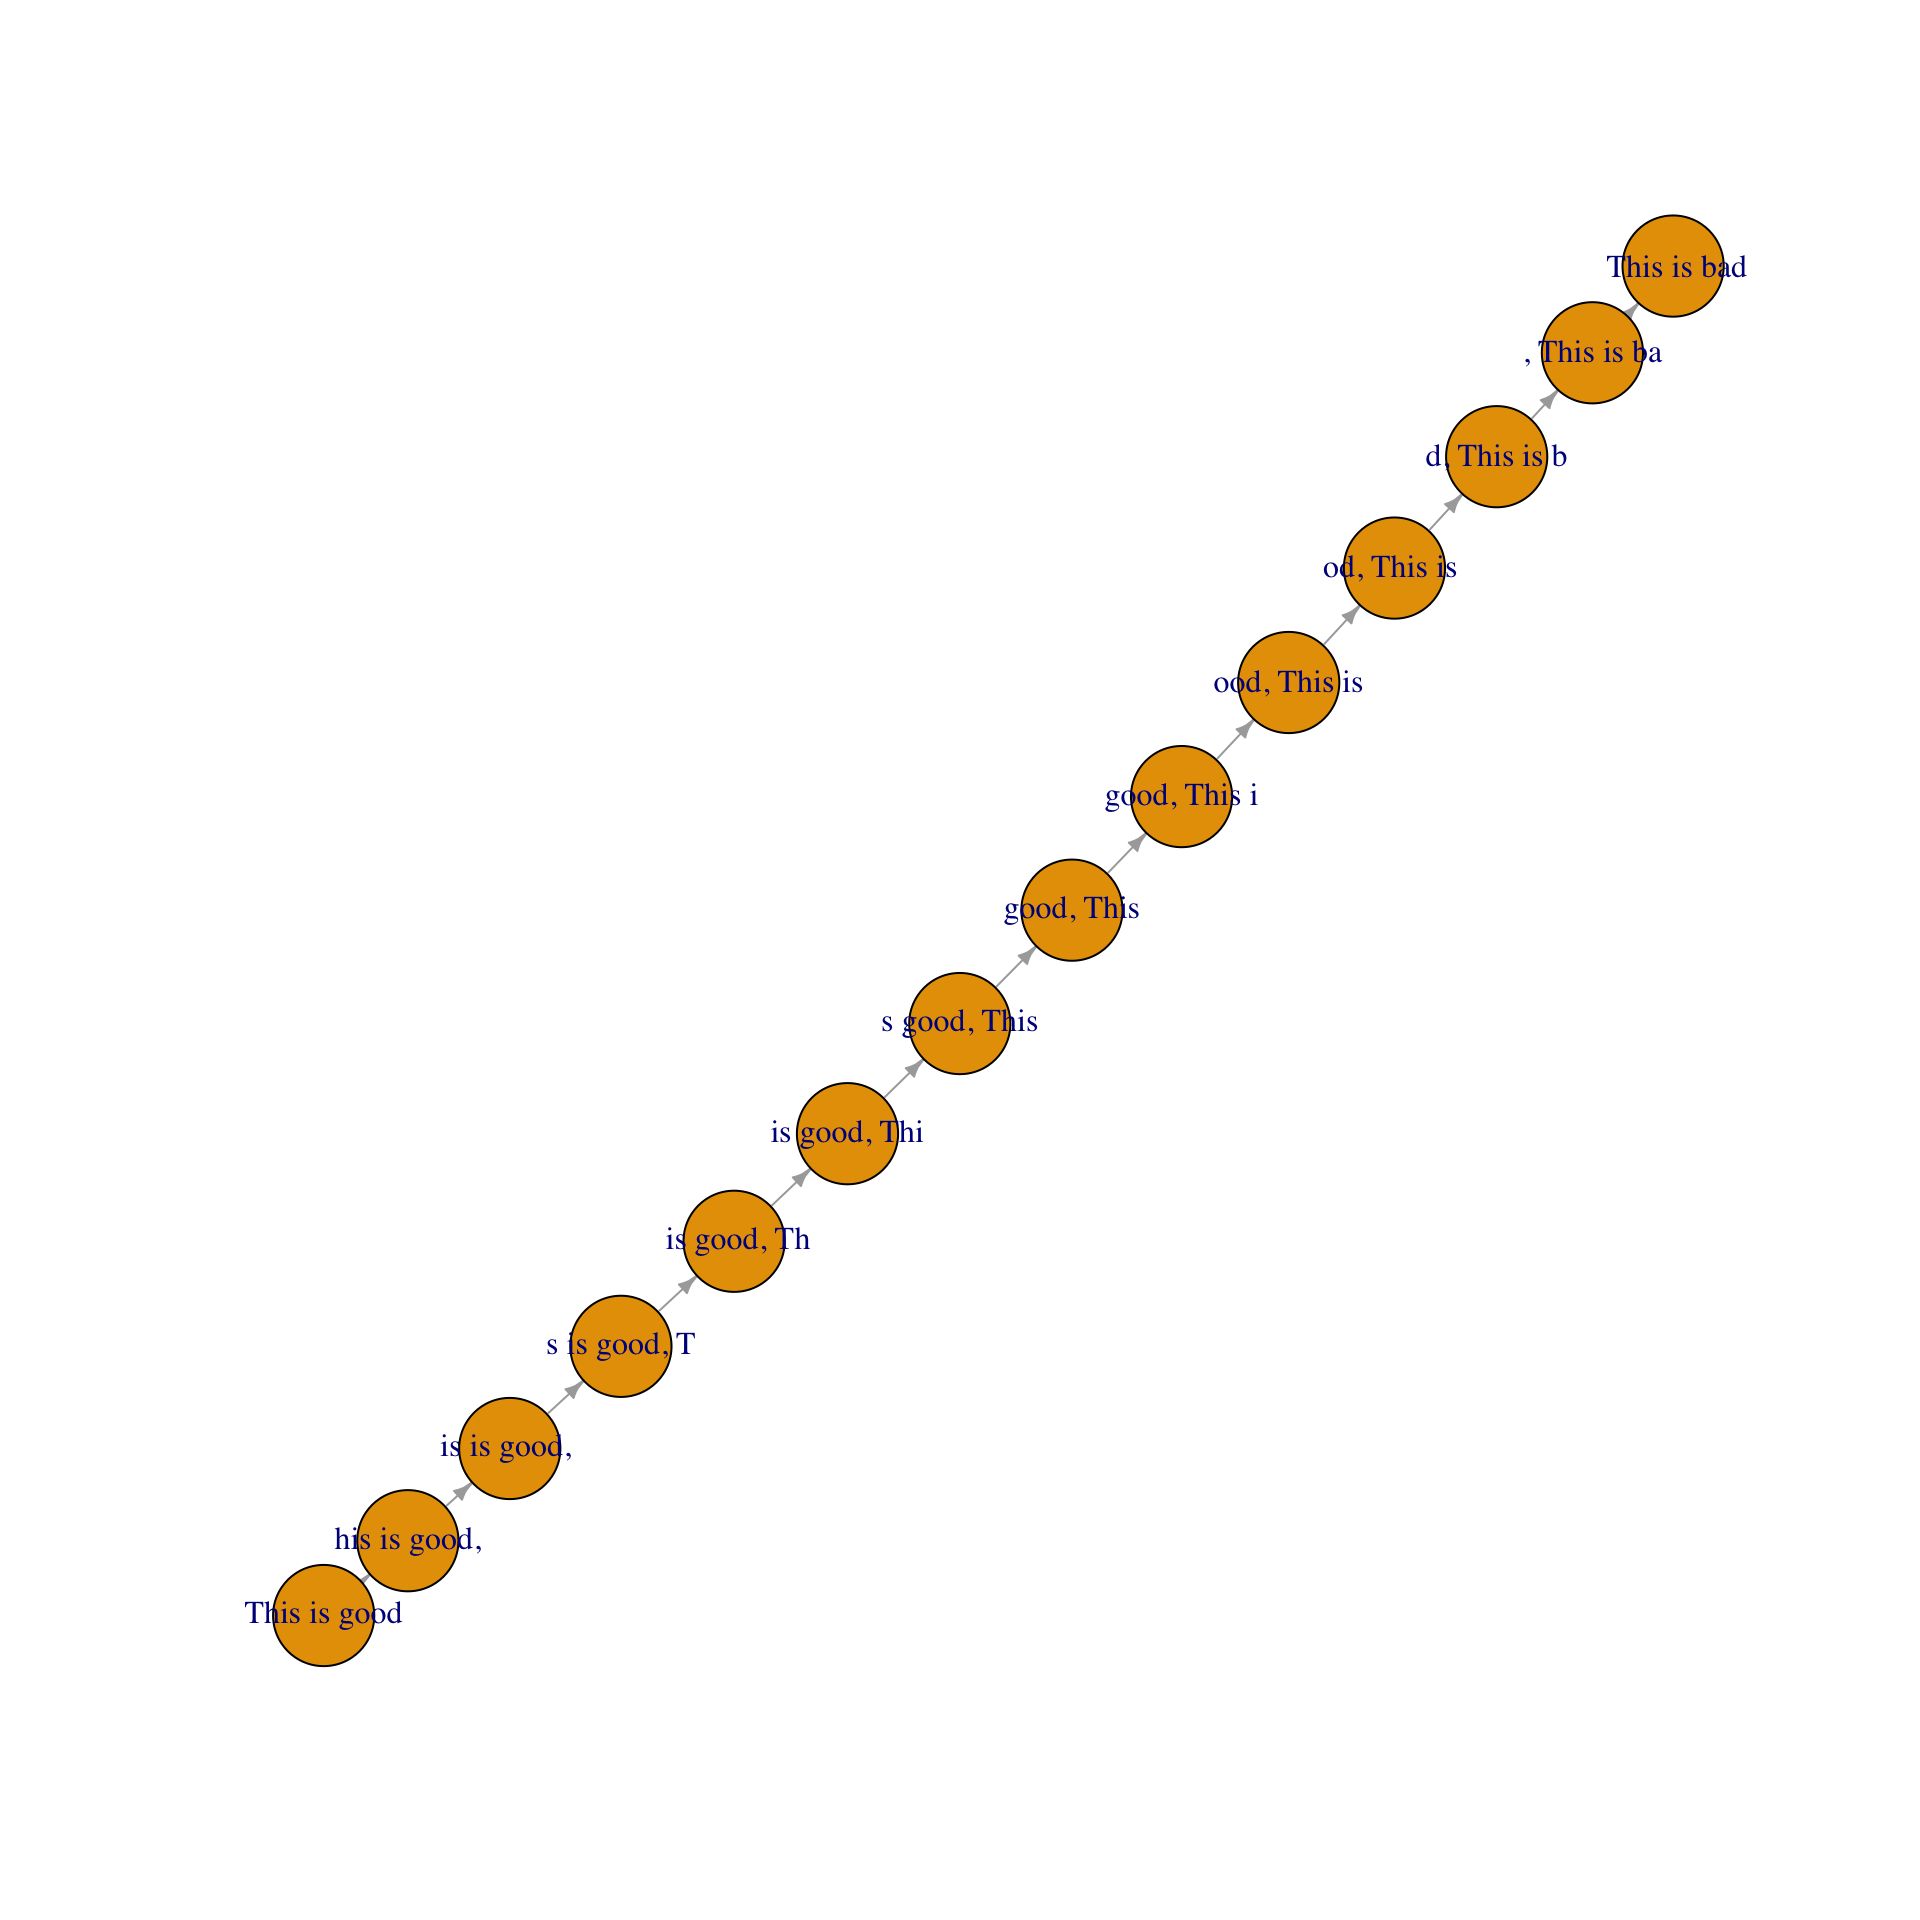 This is bad
, This is ba
d, This is b
od, This is
ood, This is
good, This i
good, This
s good, This
is good, Thi
is good, Th
s is good, T
is is good,
his is good,
This is good